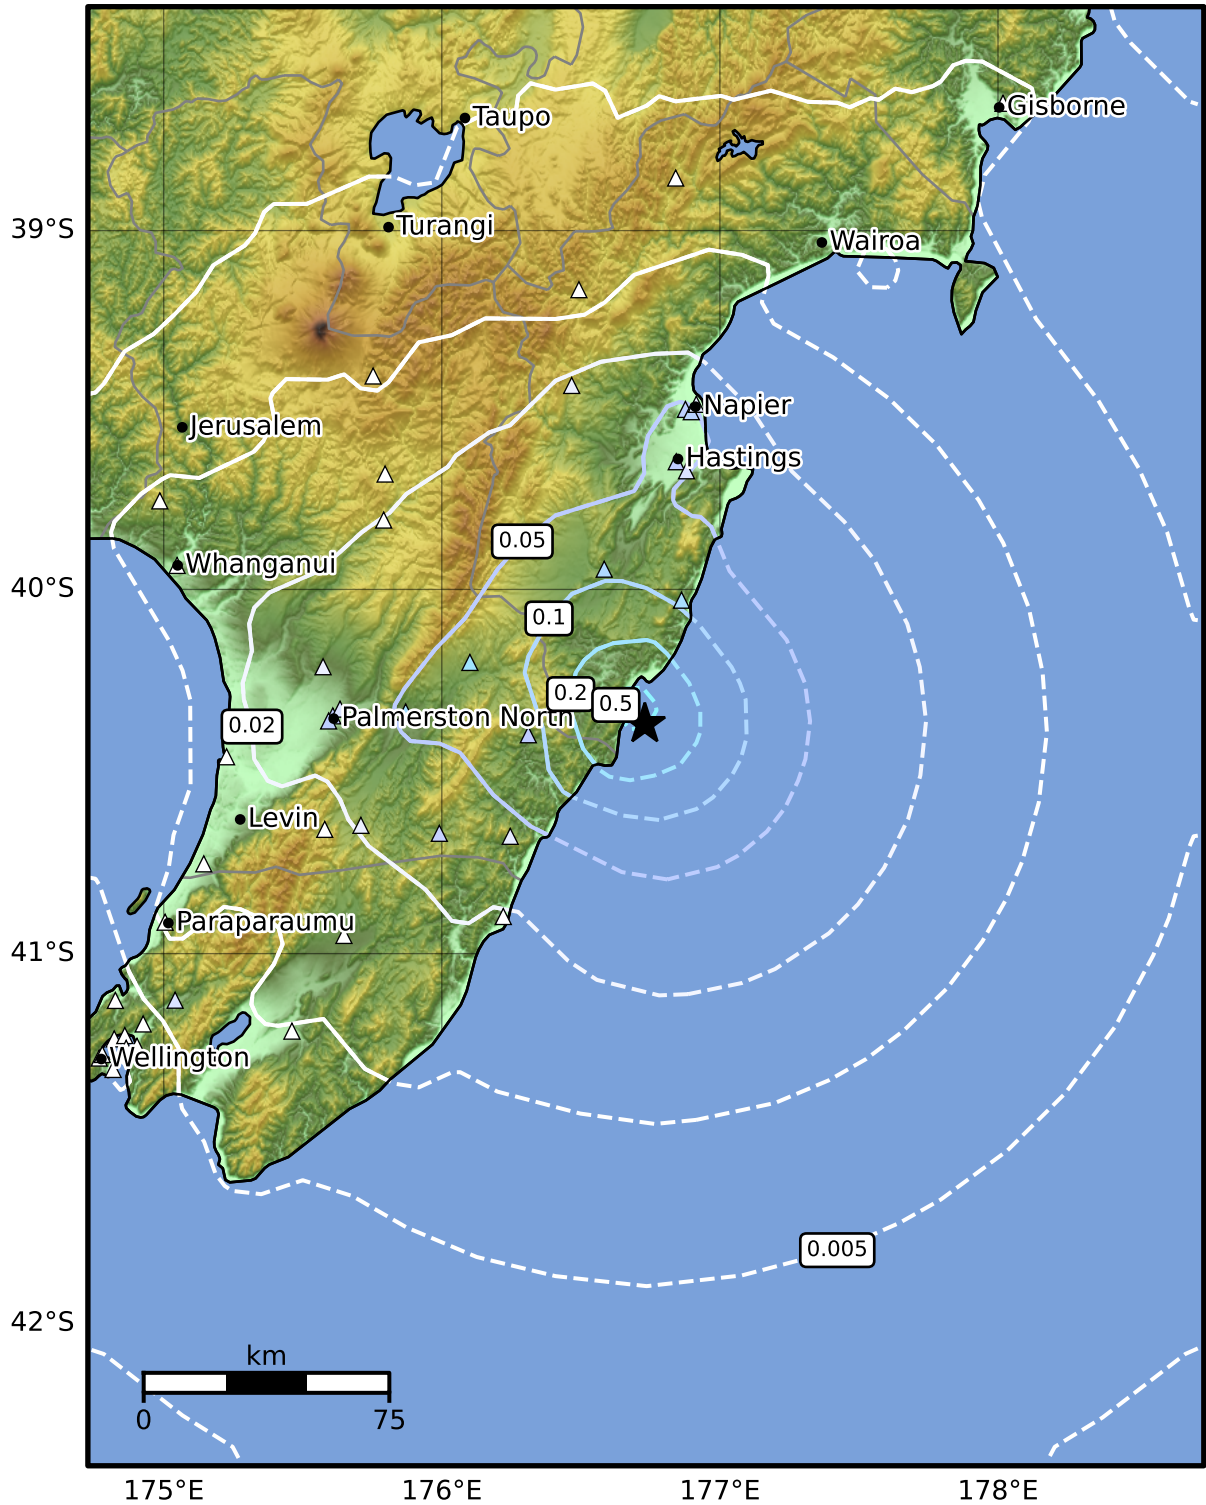 Gisborne
Taupo
39°S
Turangi
Wairoa
Napier
Jerusalem
Hastings
0.05
Whanganui
40°S
0.1
0.2
0.5
Palmerston North
0.02
Levin
Paraparaumu
41°S
Wellington
0.005
42°S
km
0
75
175°E
176°E
177°E
178°E